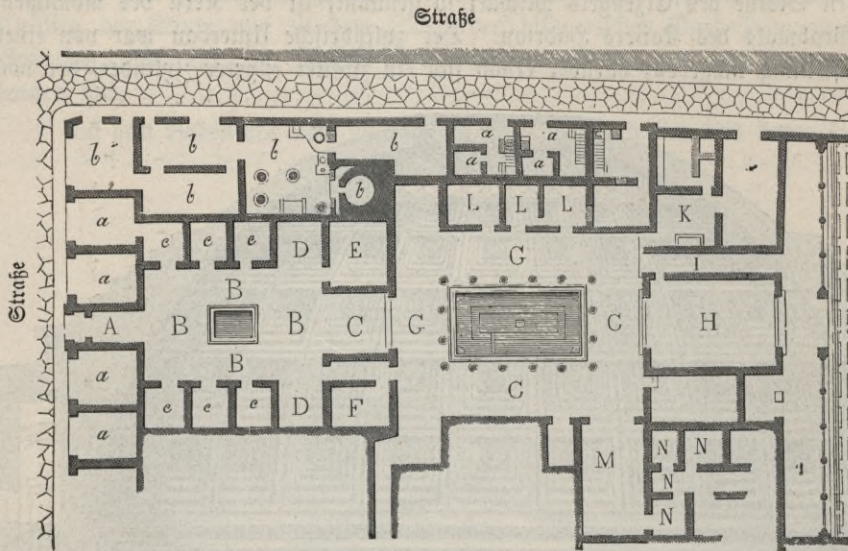 Straße
a a
b b b b
a a
b b
a L L L K
c c c D E G
I
a
B
Straße
A B B C G G H
B
a G
c c c D F
a
N N
M
N
N